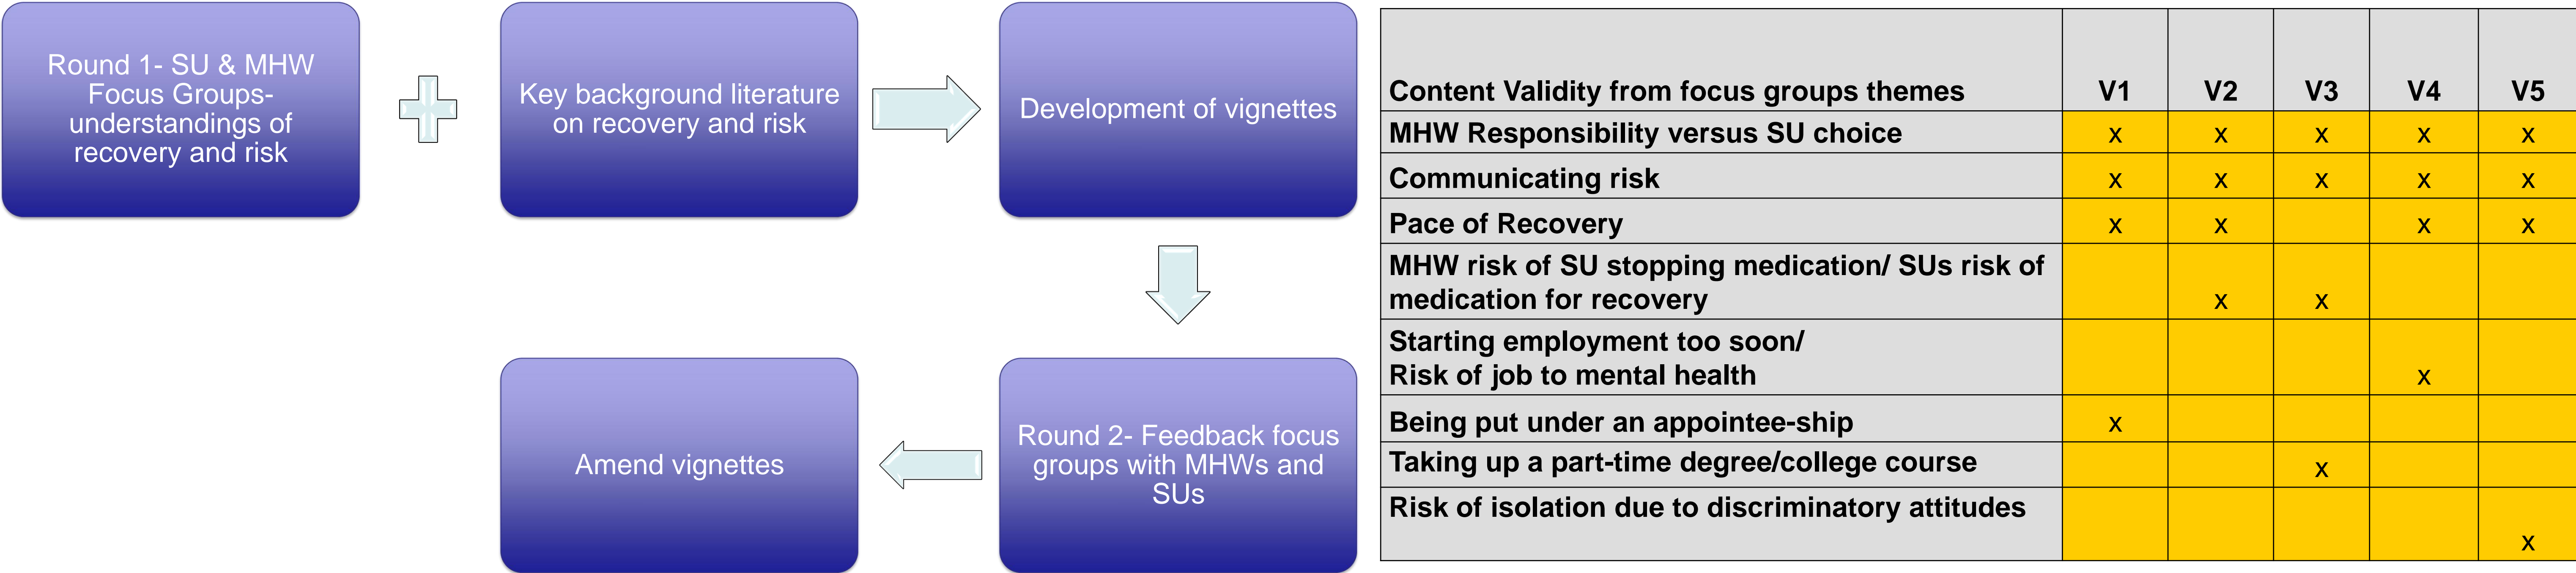 Round 1- SU & MHW
Focus Groups-
understandings of
recovery and risk
Key background literature
on recovery and risk
Development of vignettes
Round 2- Feedback focus
groups with MHWs and
SUs
Amend vignettes
Content Validity from focus groups themes V1 V2 V3 V4 V5
MHW Responsibility versus SU choice x x x x x
Communicating risk x x x x x
Pace of Recovery x x x x
MHW risk of SU stopping medication/ SUs risk of
medication for recovery x x
Starting employment too soon/
Risk of job to mental health x
Being put under an appointee-ship x
Taking up a part-time degree/college course x
Risk of isolation due to discriminatory attitudes
x